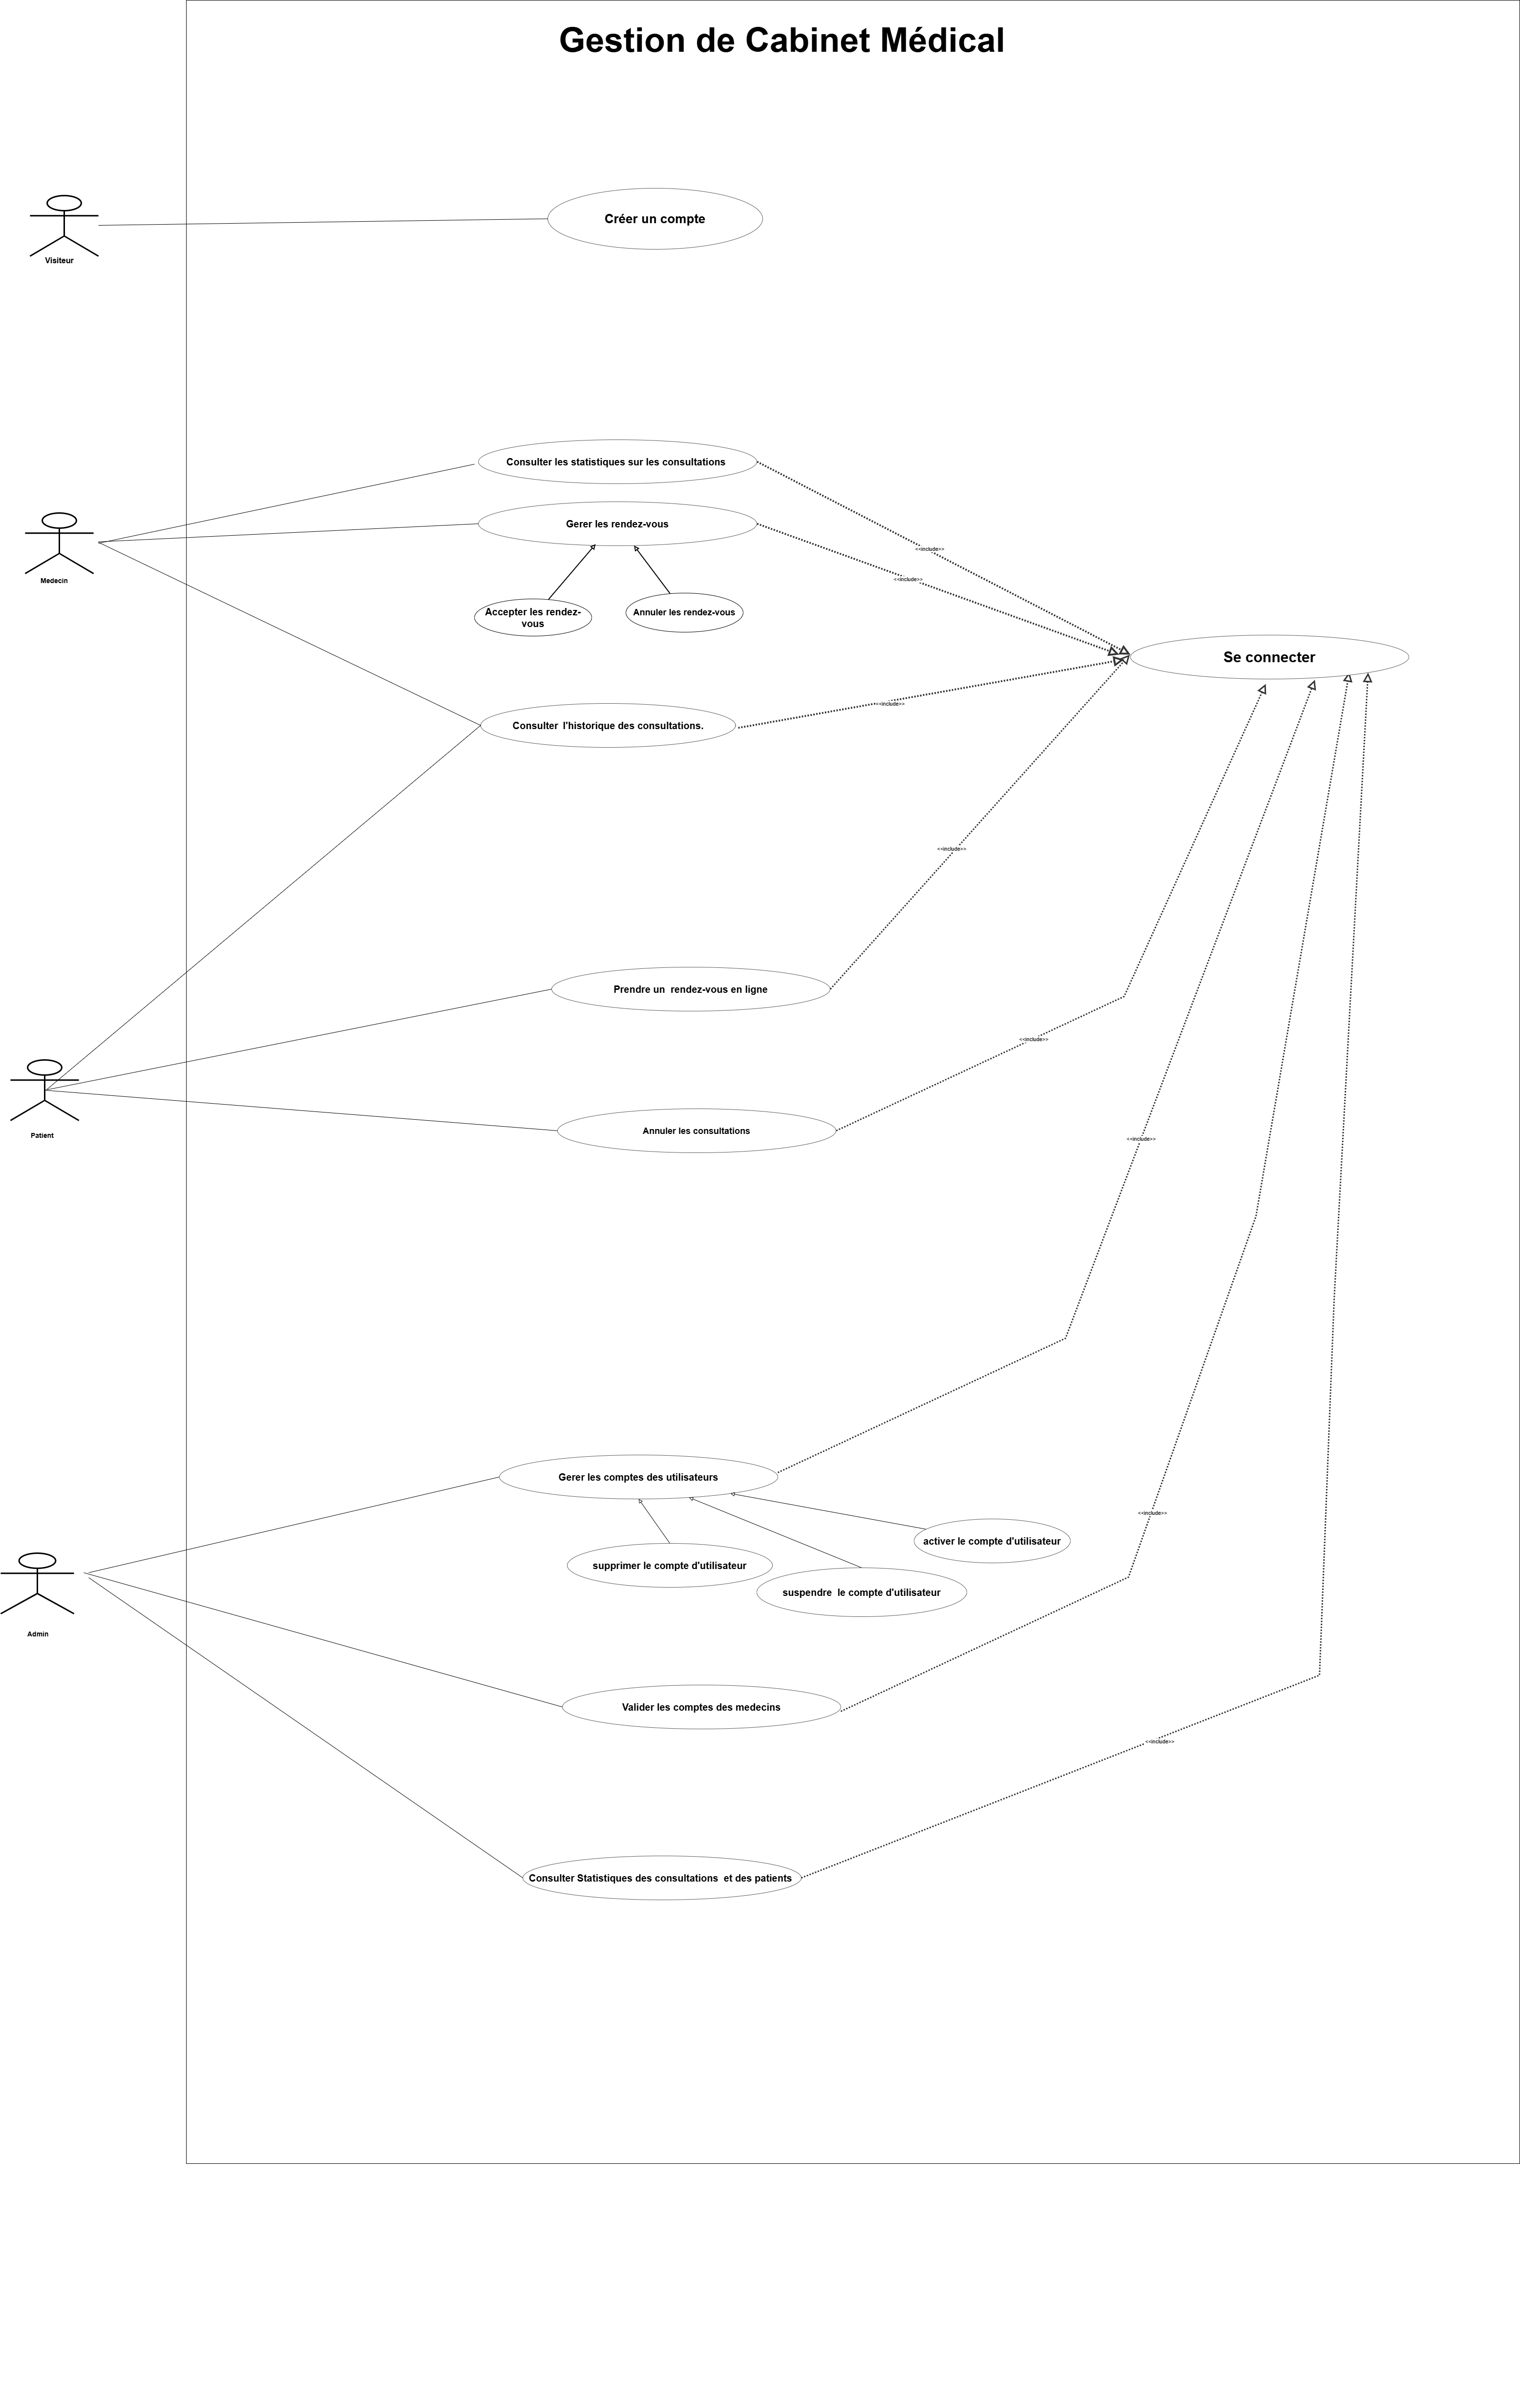 Gestion de Cabinet Médical
Créer un compte
Visiteur
Consulter les statistiques sur les consultations
Gerer les rendez-vous
<<include>>
<<include>>
Medecin
Accepter les rendez-
vous
Annuler les rendez-vous
Se connecter
<<include>>
Consulter  l'historique des consultations.
<<include>>
Prendre un  rendez-vous en ligne
<<include>>
Annuler les consultations
Patient
<<include>>
Gerer les comptes des utilisateurs
<<include>>
activer le compte d'utilisateur
supprimer le compte d'utilisateur
suspendre  le compte d'utilisateur
Admin
Valider les comptes des medecins
<<include>>
Consulter Statistiques des consultations  et des patients